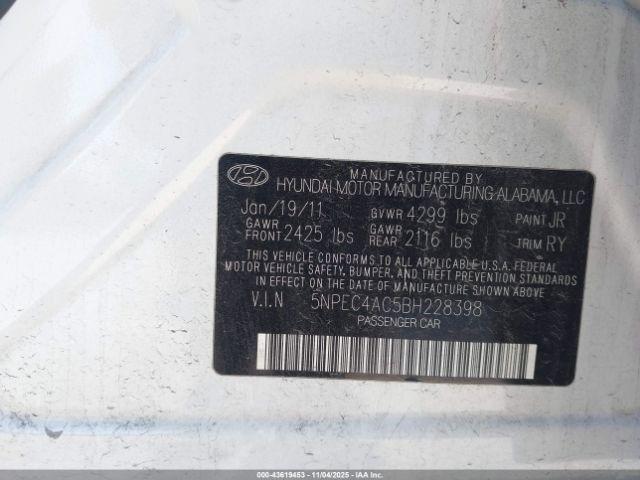 MANUFACTURED BY
HYUNDAI MOTOR MANUFACTURING ALABAMA, LLC
Jan/19/11 GVWR 4299 lbs PAINT JR
GAWR FRONT 2425 lbs GAWR REAR 2116 lbs TRIM RY
THIS VEHICLE CONFORMS TO ALL APPLICABLE U.S.A. FEDERAL
MOTOR VEHICLE SAFETY, BUMPER, AND THEFT PREVENTION STANDARDS
IN EFFECT ON THE DATE OF MANUFACTURE SHOWN ABOVE
V.I.N 5NPEC4AC5BH228398
PASSENGER CAR
000-43619453 - 11/04/2025 - IAAI.COM